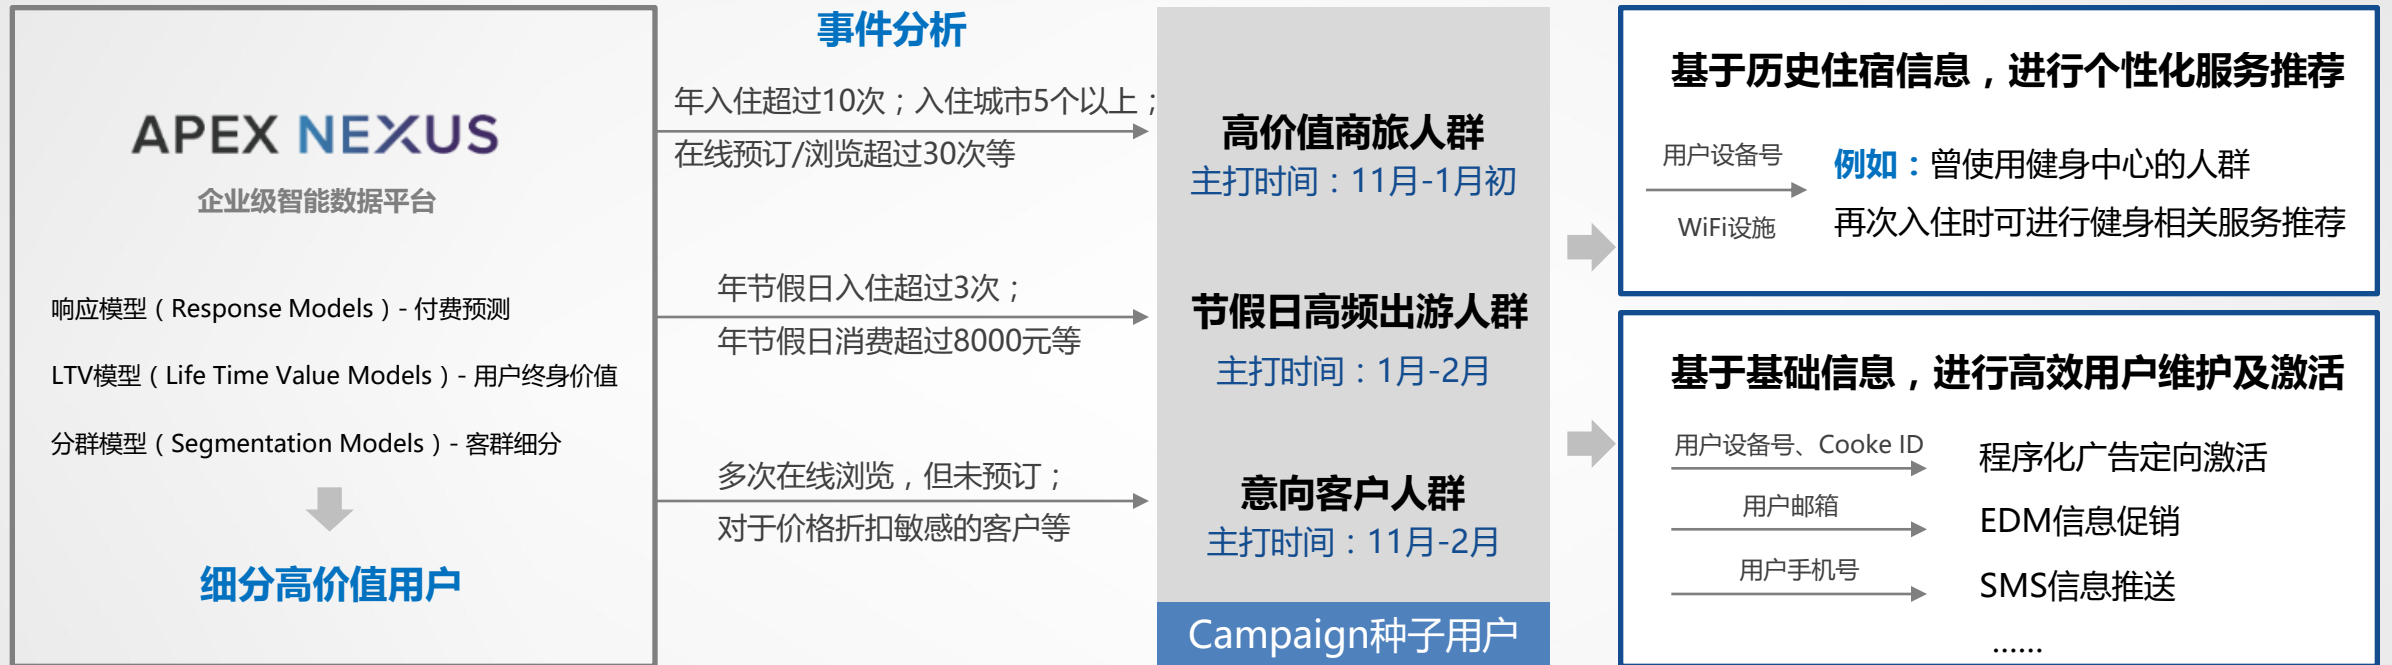 APEX NEXUS
企业级智能数据平台
响应模型（Response Models）- 付费预测
LTV模型（Life Time Value Models）- 用户终身价值
分群模型（Segmentation Models）- 客群细分
细分高价值用户
事件分析
年入住超过10次；入住城市5个以上；
在线预订/浏览超过30次等
年节假日入住超过3次；
年节假日消费超过8000元等
多次在线浏览，但未预订；
对于价格折扣敏感的客户等
高价值商旅人群
主打时间：11月-1月初
节假日高频出游人群
主打时间：1月-2月
意向客户人群
主打时间：11月-2月
Campaign种子用户
基于历史住宿信息，进行个性化服务推荐
用户设备号
WiFi设施
例如：曾使用健身中心的人群
再次入住时可进行健身相关服务推荐
基于基础信息，进行高效用户维护及激活
用户设备号、Cooke ID
程序化广告定向激活
用户邮箱
EDM信息促销
用户手机号
SMS信息推送
......